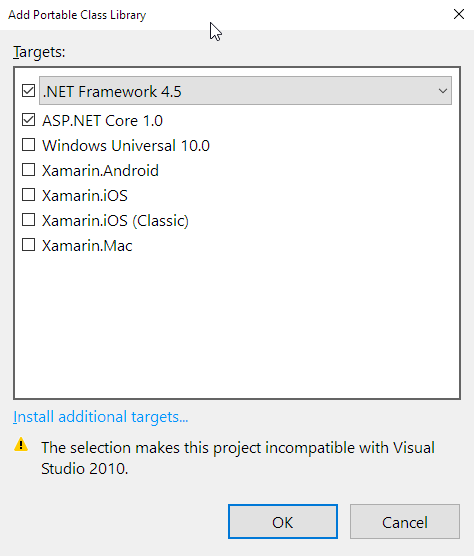 Add Portable Class Library
Targets:
.NET Framework 4.5
ASP.NET Core 1.0
Windows Universal 10.0
Xamarin.Android
Xamarin.iOS
Xamarin.iOS (Classic)
Xamarin.Mac
Install additional targets...
The selection makes this project incompatible with Visual
Studio 2010.
OK
Cancel